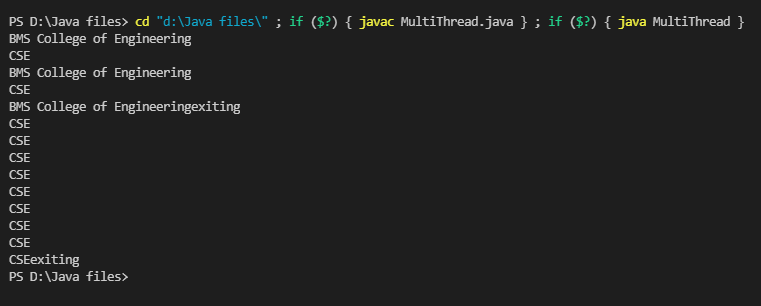 PS D:\Java files> cd "d:\Java files\" ; if ($?) { javac MultiThread.java } ; if ($?) { java MultiThread }
BMS College of Engineering
CSE
BMS College of Engineering
CSE
BMS College of Engineeringexiting
CSE
CSE
CSE
CSE
CSE
CSE
CSE
CSE
CSEexiting
PS D:\Java files>